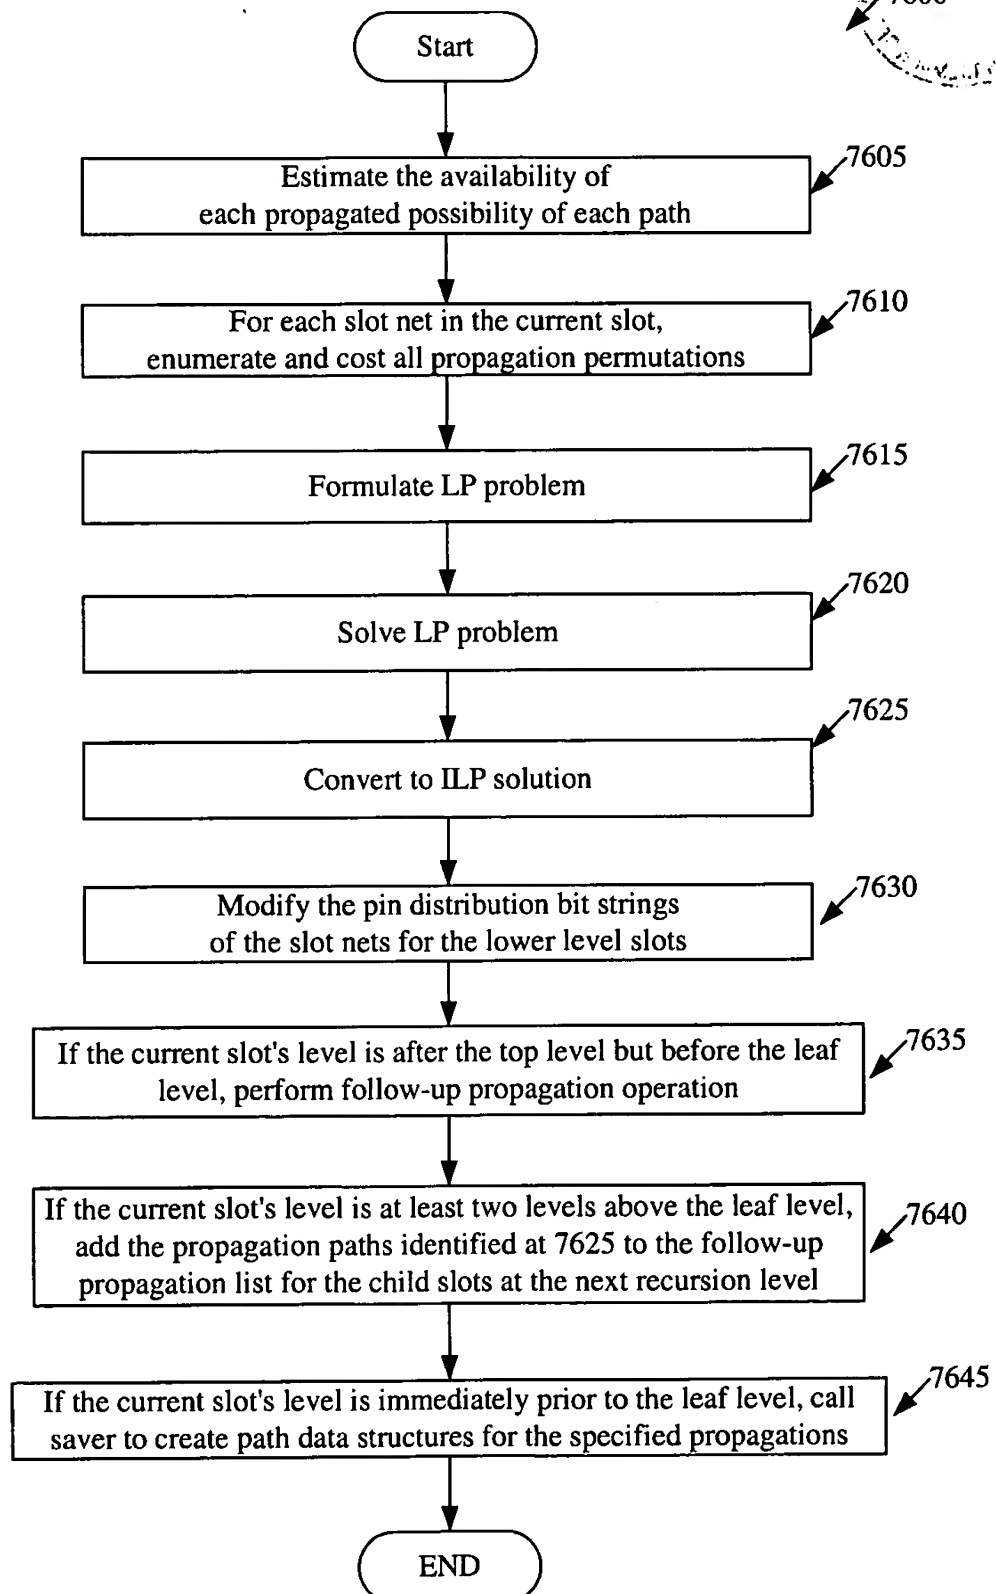 Start
7605
Estimate the availability of
each propagated possibility of each path
7610
For each slot net in the current slot,
enumerate and cost all propagation permutations
7615
Formulate LP problem
7620
Solve LP problem
7625
Convert to ILP solution
7630
Modify the pin distribution bit strings
of the slot nets for the lower level slots
7635
If the current slot's level is after the top level but before the leaf
level, perform follow-up propagation operation
7640
If the current slot's level is at least two levels above the leaf level,
add the propagation paths identified at 7625 to the follow-up
propagation list for the child slots at the next recursion level
7645
If the current slot's level is immediately prior to the leaf level, call
saver to create path data structures for the specified propagations
END